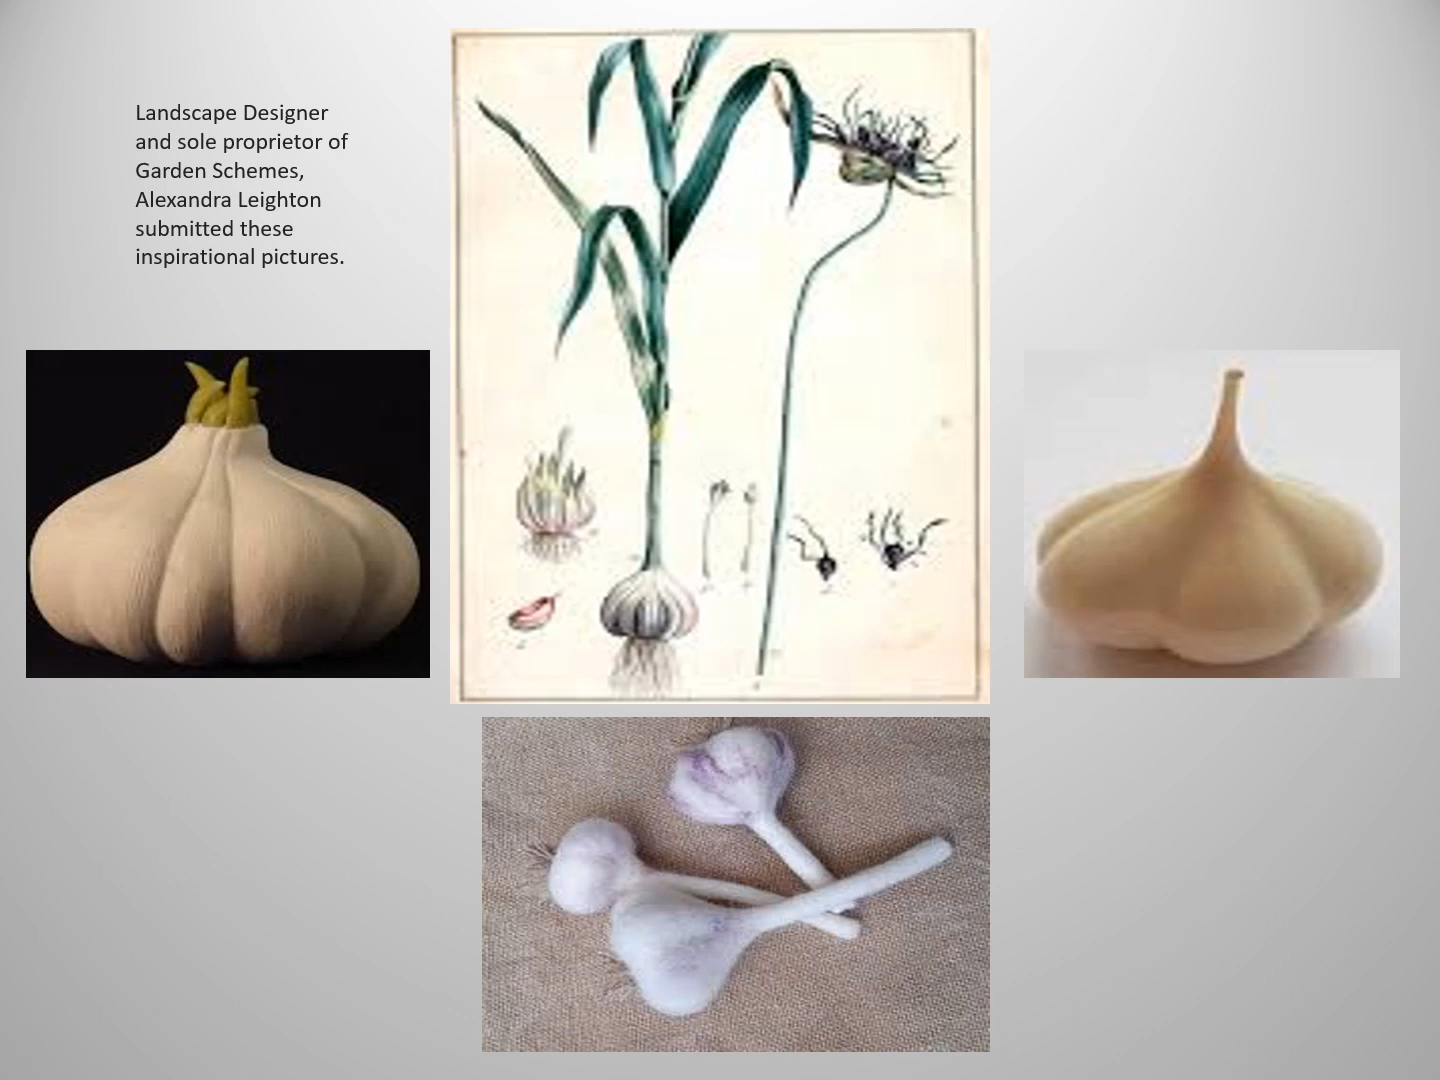 Landscape Designer
and sole proprietor of
Garden Schemes,
Alexandra Leighton
submitted these
inspirational pictures.